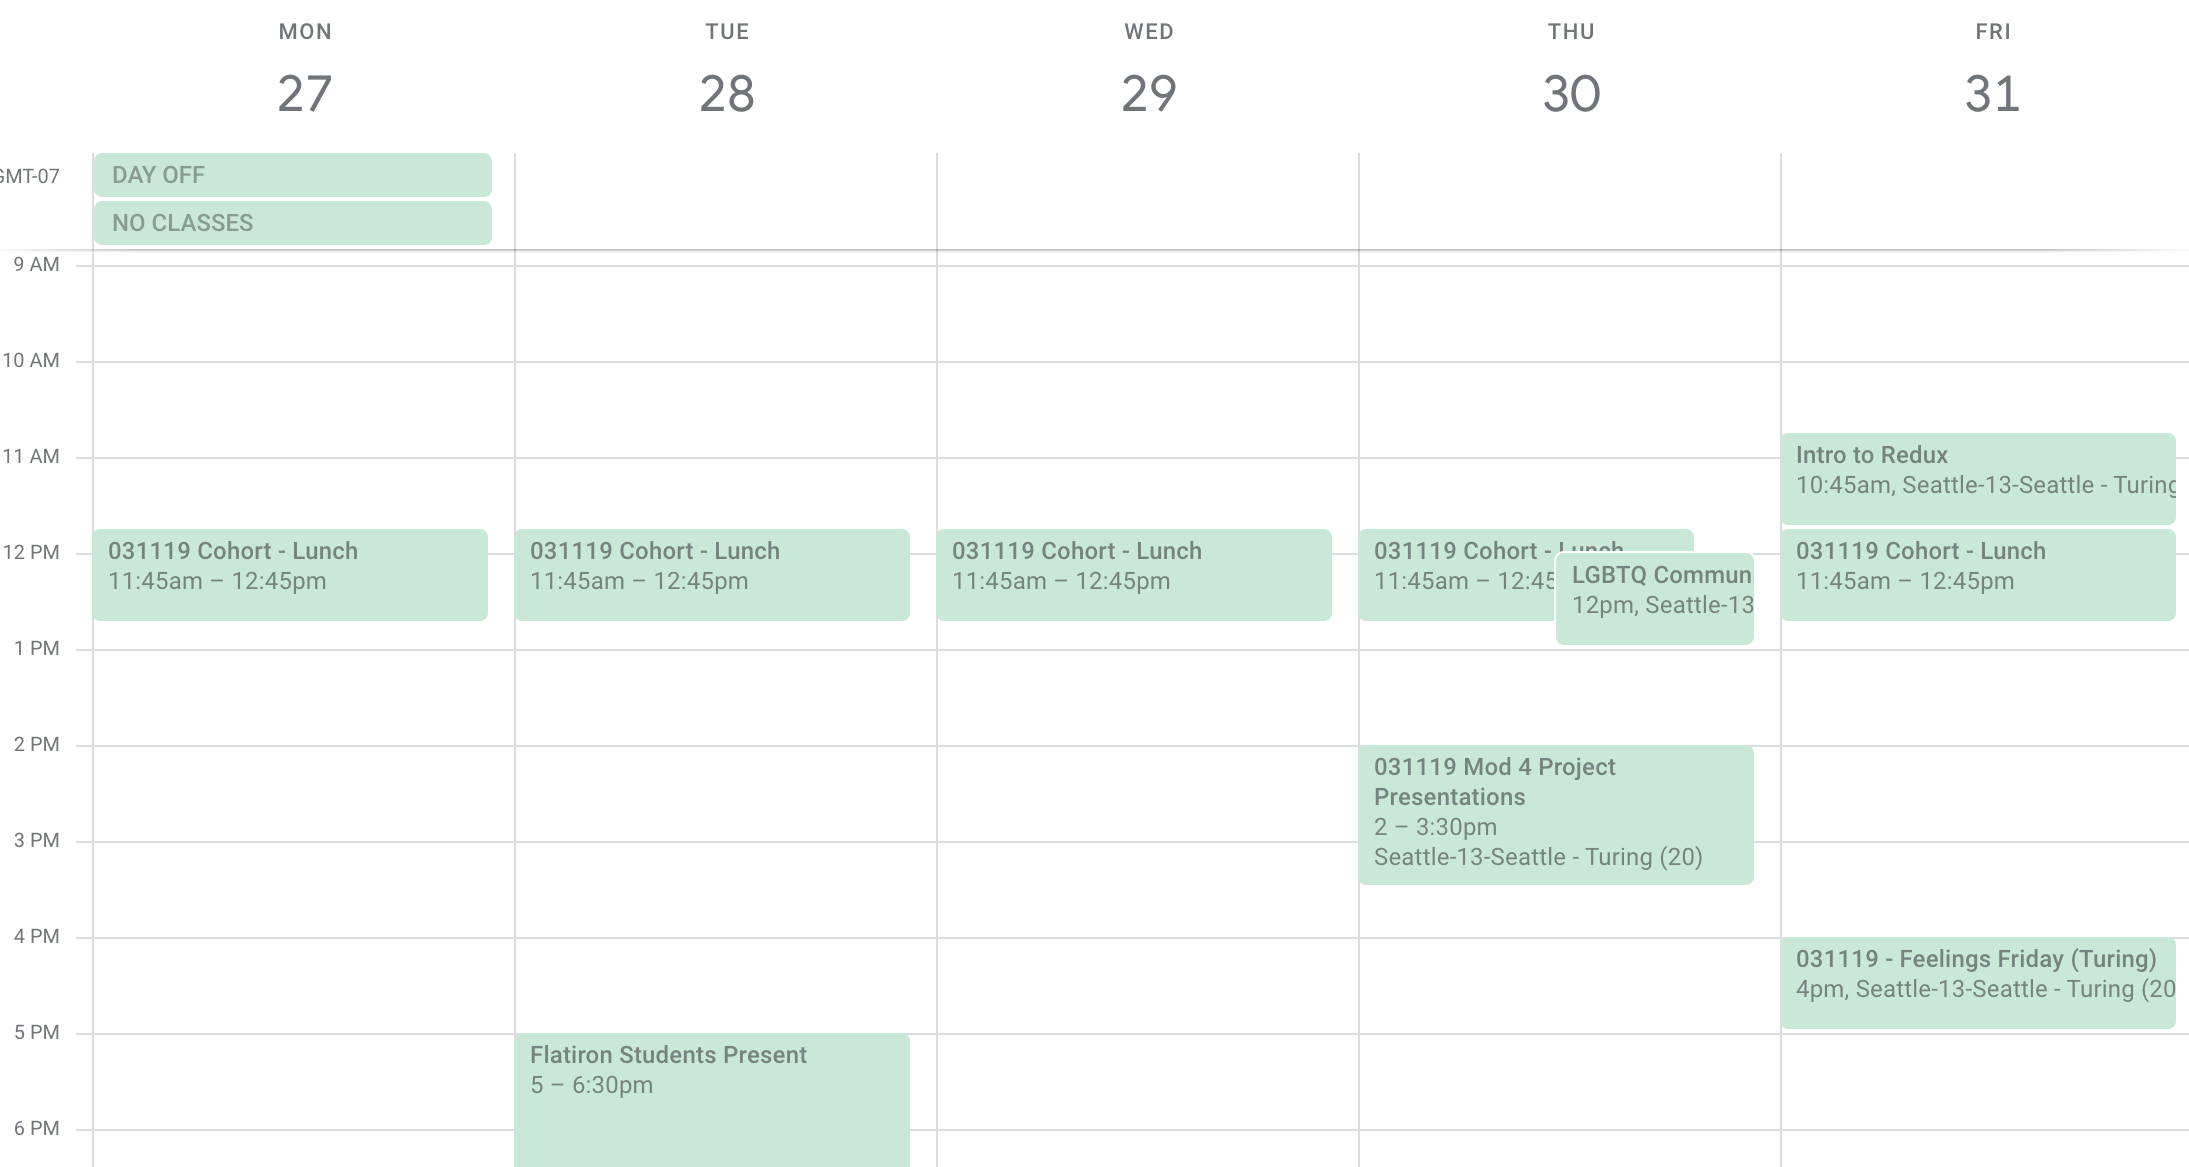 MON
TUE
WED
THU
FRI
27
28
29
30
31
GMT-07
DAY OFF
NO CLASSES
9 AM
10 AM
11 AM
12 PM
1 PM
2 PM
3 PM
4 PM
5 PM
6 PM
031119 Cohort - Lunch
11:45am – 12:45pm
031119 Cohort - Lunch
11:45am – 12:45pm
Flatiron Students Present
5 – 6:30pm
031119 Cohort - Lunch
11:45am – 12:45pm
031119 Cohort - Lunch
11:45am – 12:45
LGBTQ Commun
12pm, Seattle-13
031119 Mod 4 Project
Presentations
2 – 3:30pm
Seattle-13-Seattle - Turing (20)
Intro to Redux
10:45am, Seattle-13-Seattle - Turing
031119 Cohort - Lunch
11:45am – 12:45pm
031119 - Feelings Friday (Turing)
4pm, Seattle-13-Seattle - Turing (20